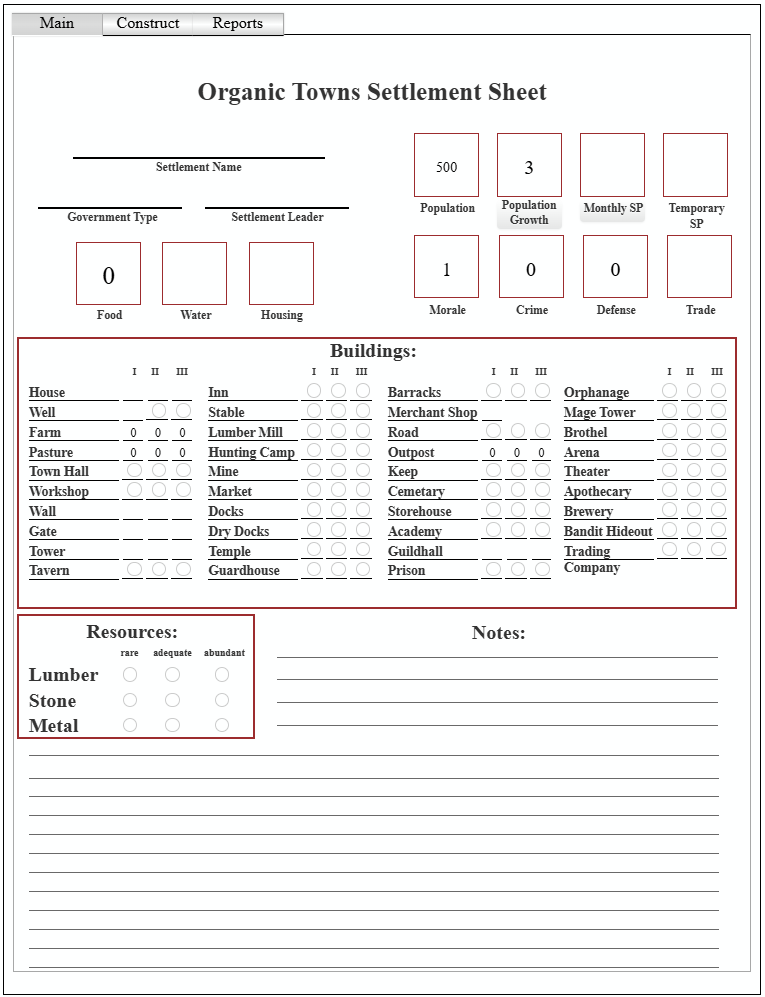 Main Construct Reports
Organic Towns Settlement Sheet
Settlement Name
Government Type Settlement Leader
500 3
Population Population Growth Monthly SP Temporary SP
0
Food Water Housing
1 0 0
Morale Crime Defense Trade
Buildings:
I II III I II III I II III I II III
House Inn Barracks Orphanage
Well Stable Merchant Shop Mage Tower
Farm 0 0 0 Lumber Mill Road Brothel
Pasture 0 0 0 Hunting Camp Outpost 0 0 0 Arena
Town Hall Mine Keep Theater
Workshop Market Cemetary Apothecary
Wall Docks Storehouse Brewery
Gate Dry Docks Academy Bandit Hideout
Tower Temple Guildhall Trading
Tavern Guardhouse Prison Company
Resources:
rare adequate abundant
Lumber
Stone
Metal
Notes: